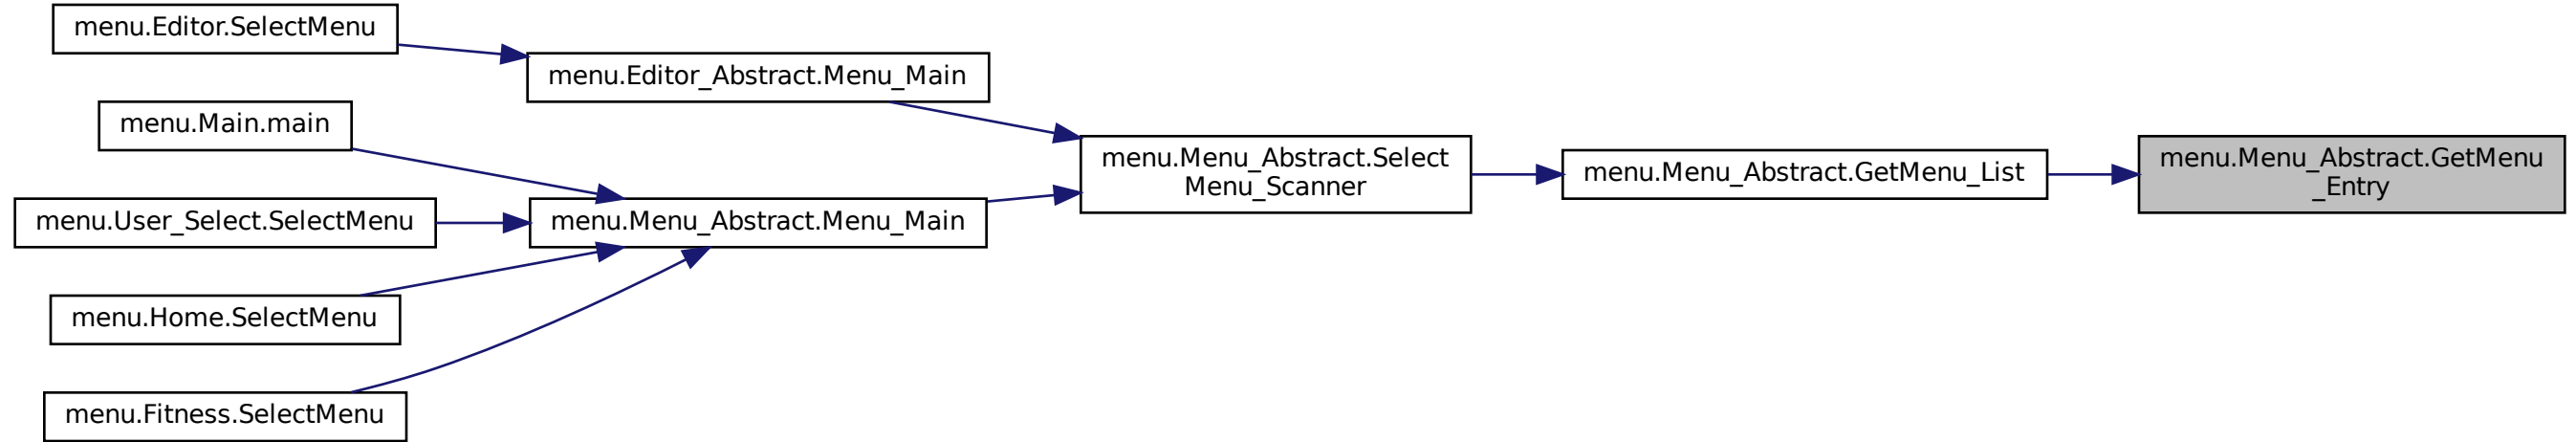 menu.Editor.SelectMenu
menu.Editor_Abstract.Menu_Main
menu.Main.main
menu.Menu_Abstract.Select
Menu_Scanner
menu.Menu_Abstract.GetMenu_List
menu.Menu_Abstract.GetMenu
_Entry
menu.User_Select.SelectMenu
menu.Menu_Abstract.Menu_Main
menu.Home.SelectMenu
menu.Fitness.SelectMenu